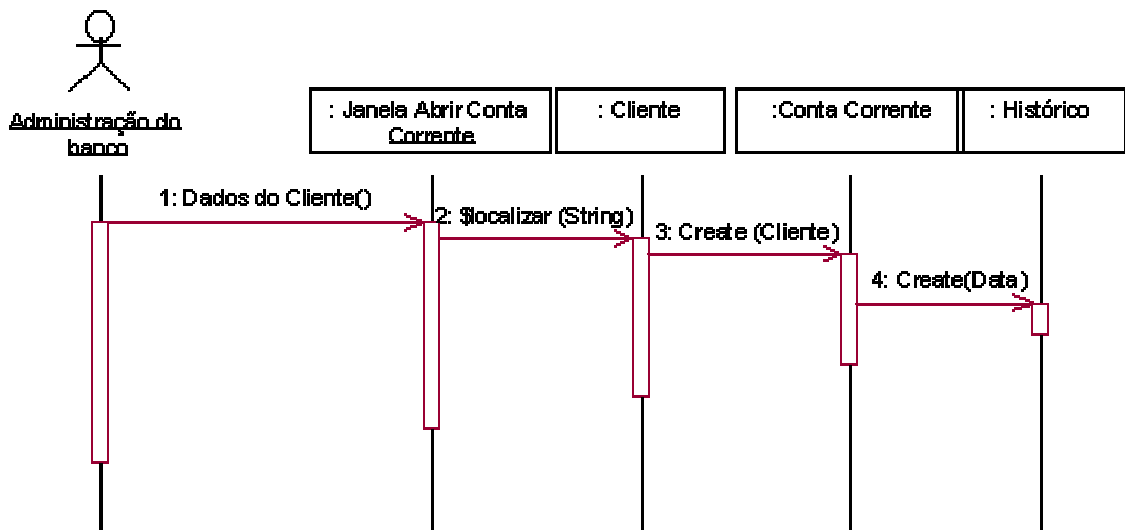 Administração do
banco
: Janela Abrir Conta
Corrente
: Cliente
:Conta Corrente
: Histórico
1: Dados do Cliente()
2: $localizar (String)
3: Create (Cliente)
4: Create(Data)